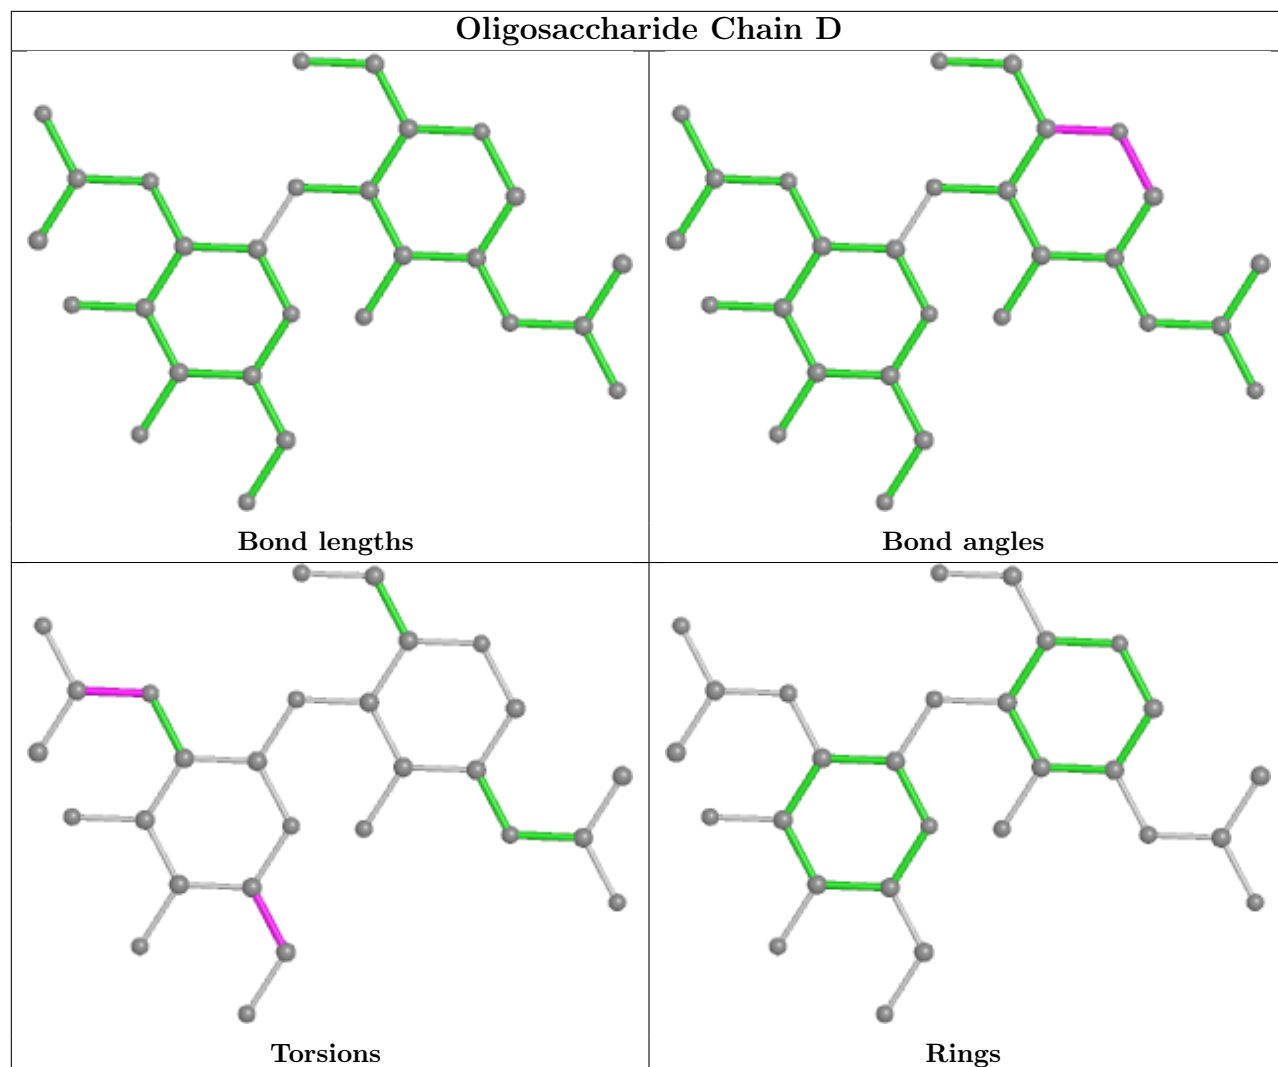 Oligosaccharide Chain D
Bond lengths
Bond angles
Torsions
Rings